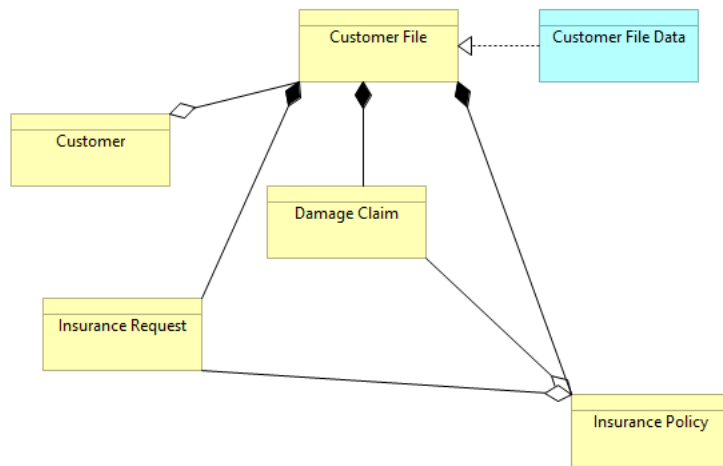 Customer File
Customer File Data
Customer
Damage Claim
Insurance Request
Insurance Policy